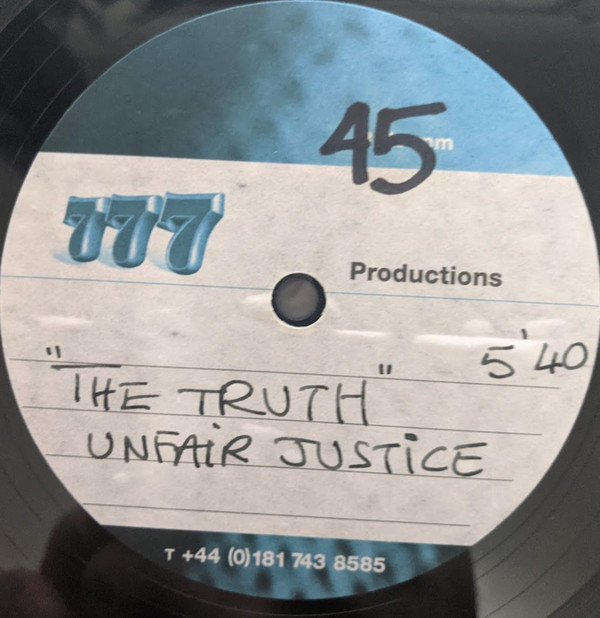 45
777
Productions
5'40
"THE TRUTH"
UNFAiR JUSTiCE
T +44 (0)181 743 8585